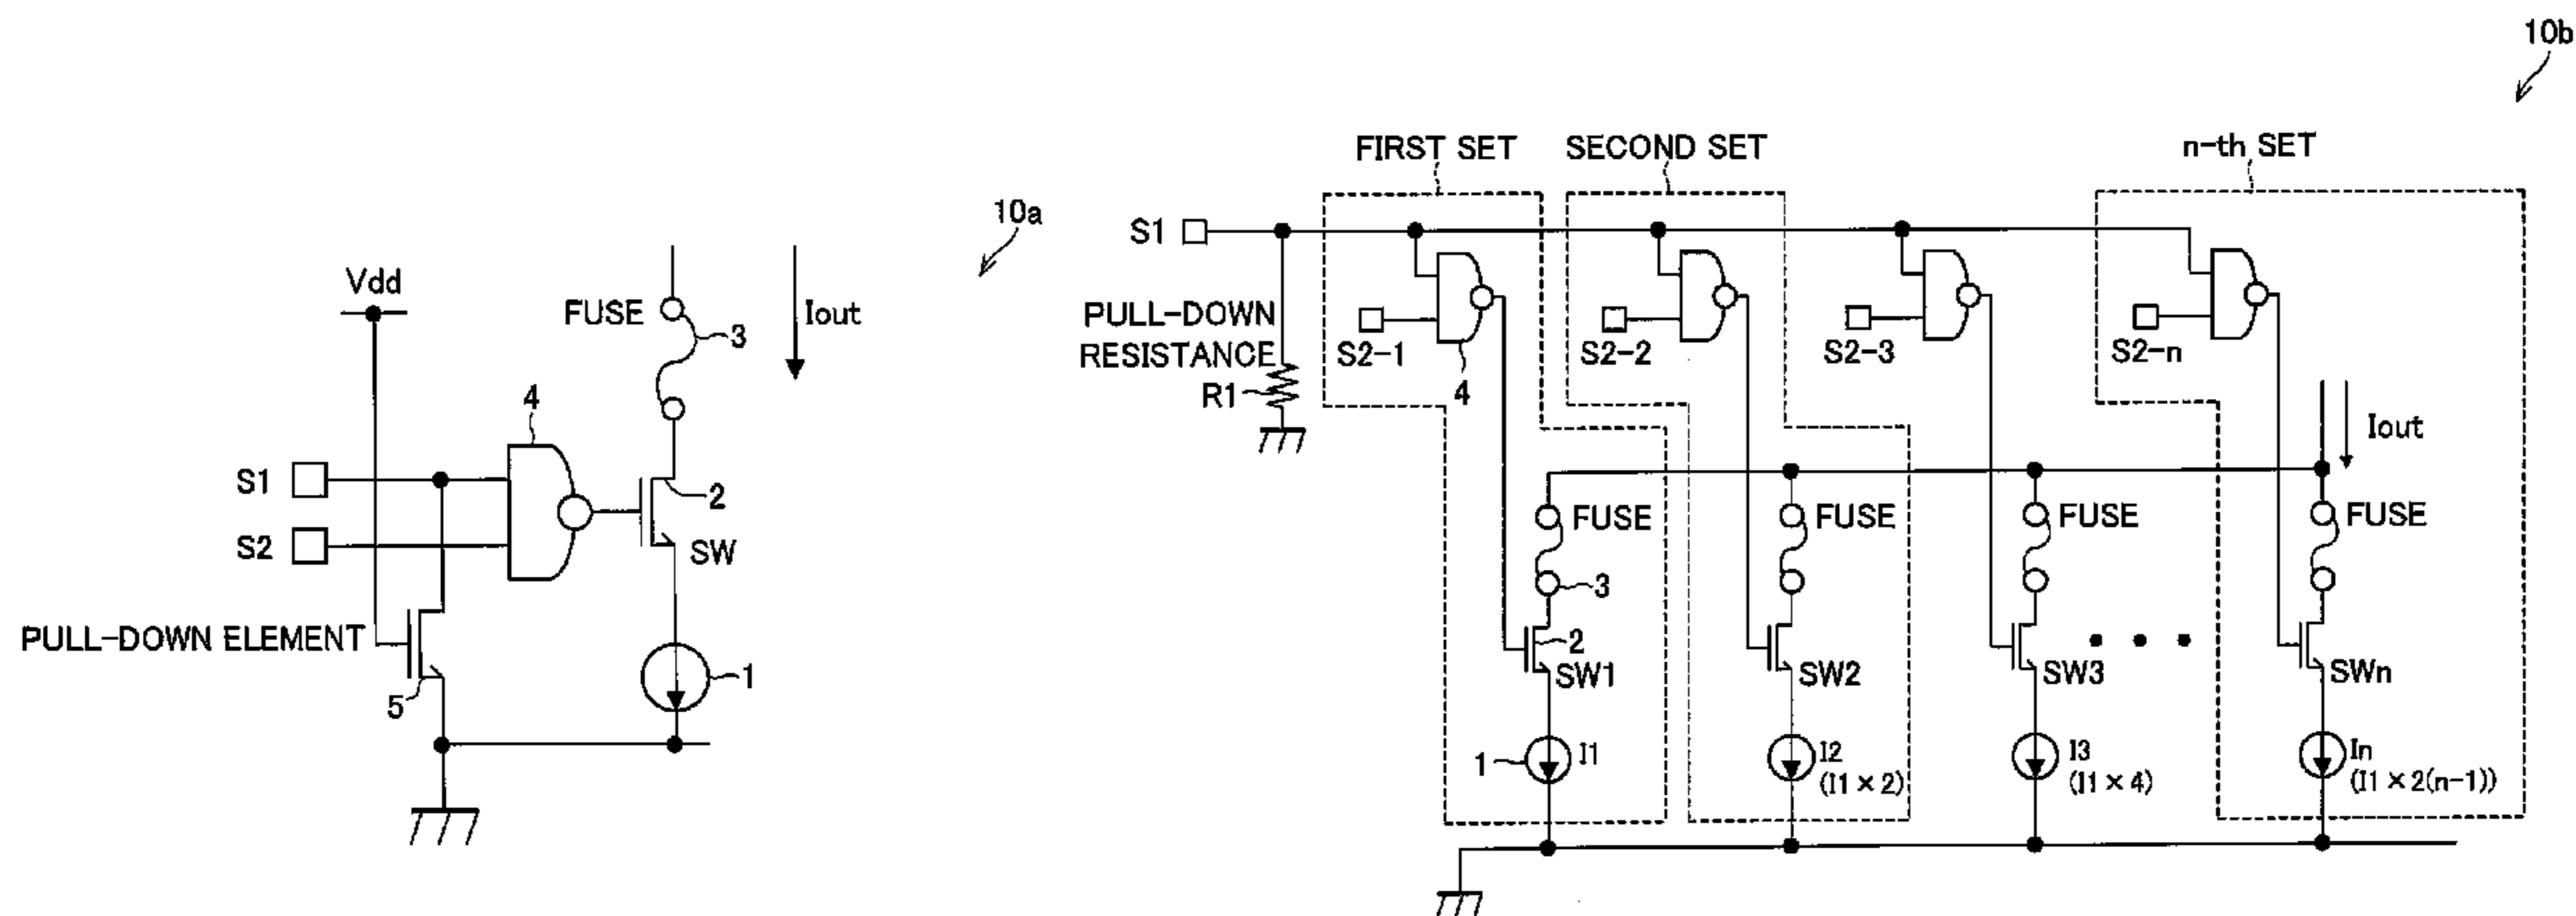 10a
Vdd
FUSE
3
Iout
4
S1
S2
2
SW
PULL-DOWN ELEMENT
5
1
10b
FIRST SET
SECOND SET
n-th SET
S1
PULL-DOWN
RESISTANCE
R1
S2-1
4
S2-2
S2-3
S2-n
Iout
FUSE
FUSE
FUSE
FUSE
3
2
SW1
SW2
SW3
SWn
1
I1
I2
(I1 × 2)
I3
(I1 × 4)
In
(I1 × 2(n-1))